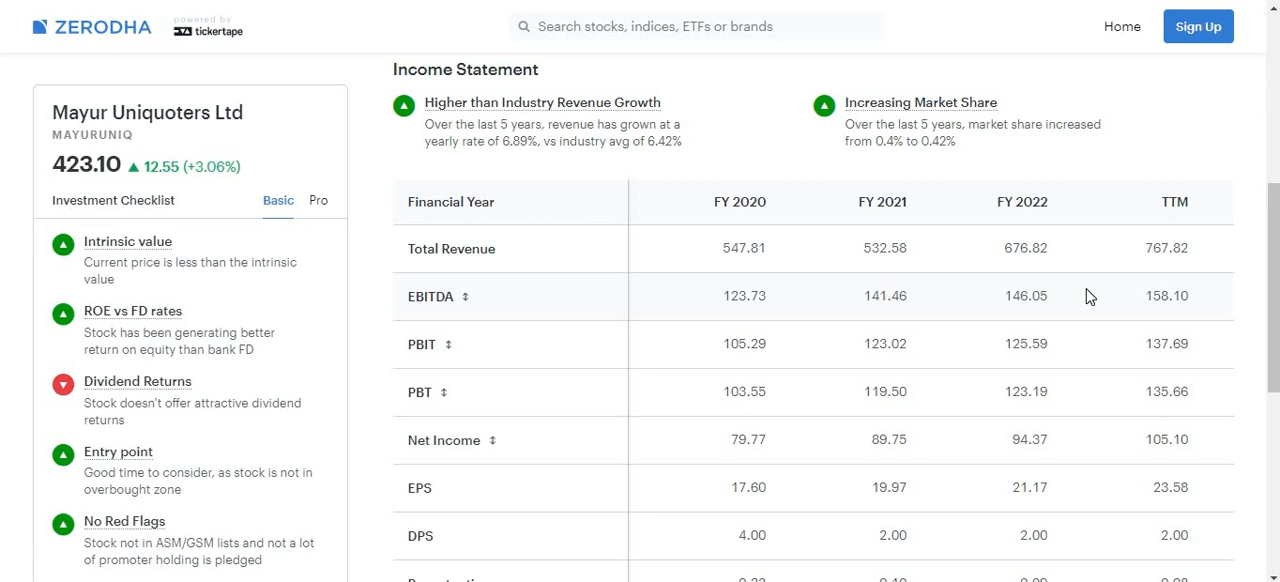 ZERODHA
powered by
tickertape
Search stocks, indices, ETFs or brands
Home
Sign Up
Mayur Uniquoters Ltd
MAYURUNIQ
423.10 ▲ 12.55 (+3.06%)
Investment Checklist Basic Pro
Intrinsic value
Current price is less than the intrinsic
value
ROE vs FD rates
Stock has been generating better
return on equity than bank FD
Dividend Returns
Stock doesn't offer attractive dividend
returns
Entry point
Good time to consider, as stock is not in
overbought zone
No Red Flags
Stock not in ASM/GSM lists and not a lot
of promoter holding is pledged
Income Statement
Higher than Industry Revenue Growth
Over the last 5 years, revenue has grown at a
yearly rate of 6.89%, vs industry avg of 6.42%
Increasing Market Share
Over the last 5 years, market share increased
from 0.4% to 0.42%
Financial Year FY 2020 FY 2021 FY 2022 TTM
Total Revenue 547.81 532.58 676.82 767.82
EBITDA 123.73 141.46 146.05 158.10
PBIT 105.29 123.02 125.59 137.69
PBT 103.55 119.50 123.19 135.66
Net Income 79.77 89.75 94.37 105.10
EPS 17.60 19.97 21.17 23.58
DPS 4.00 2.00 2.00 2.00